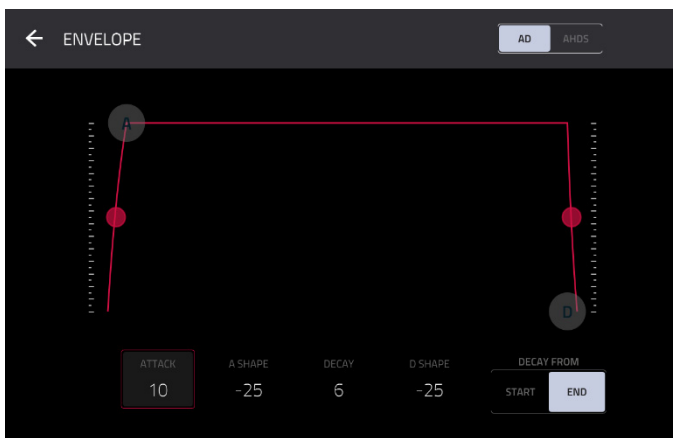 ENVELOPE
AD AHDS
A
D
ATTACK A SHAPE DECAY D SHAPE DECAY FROM
10 -25 6 -25 START END